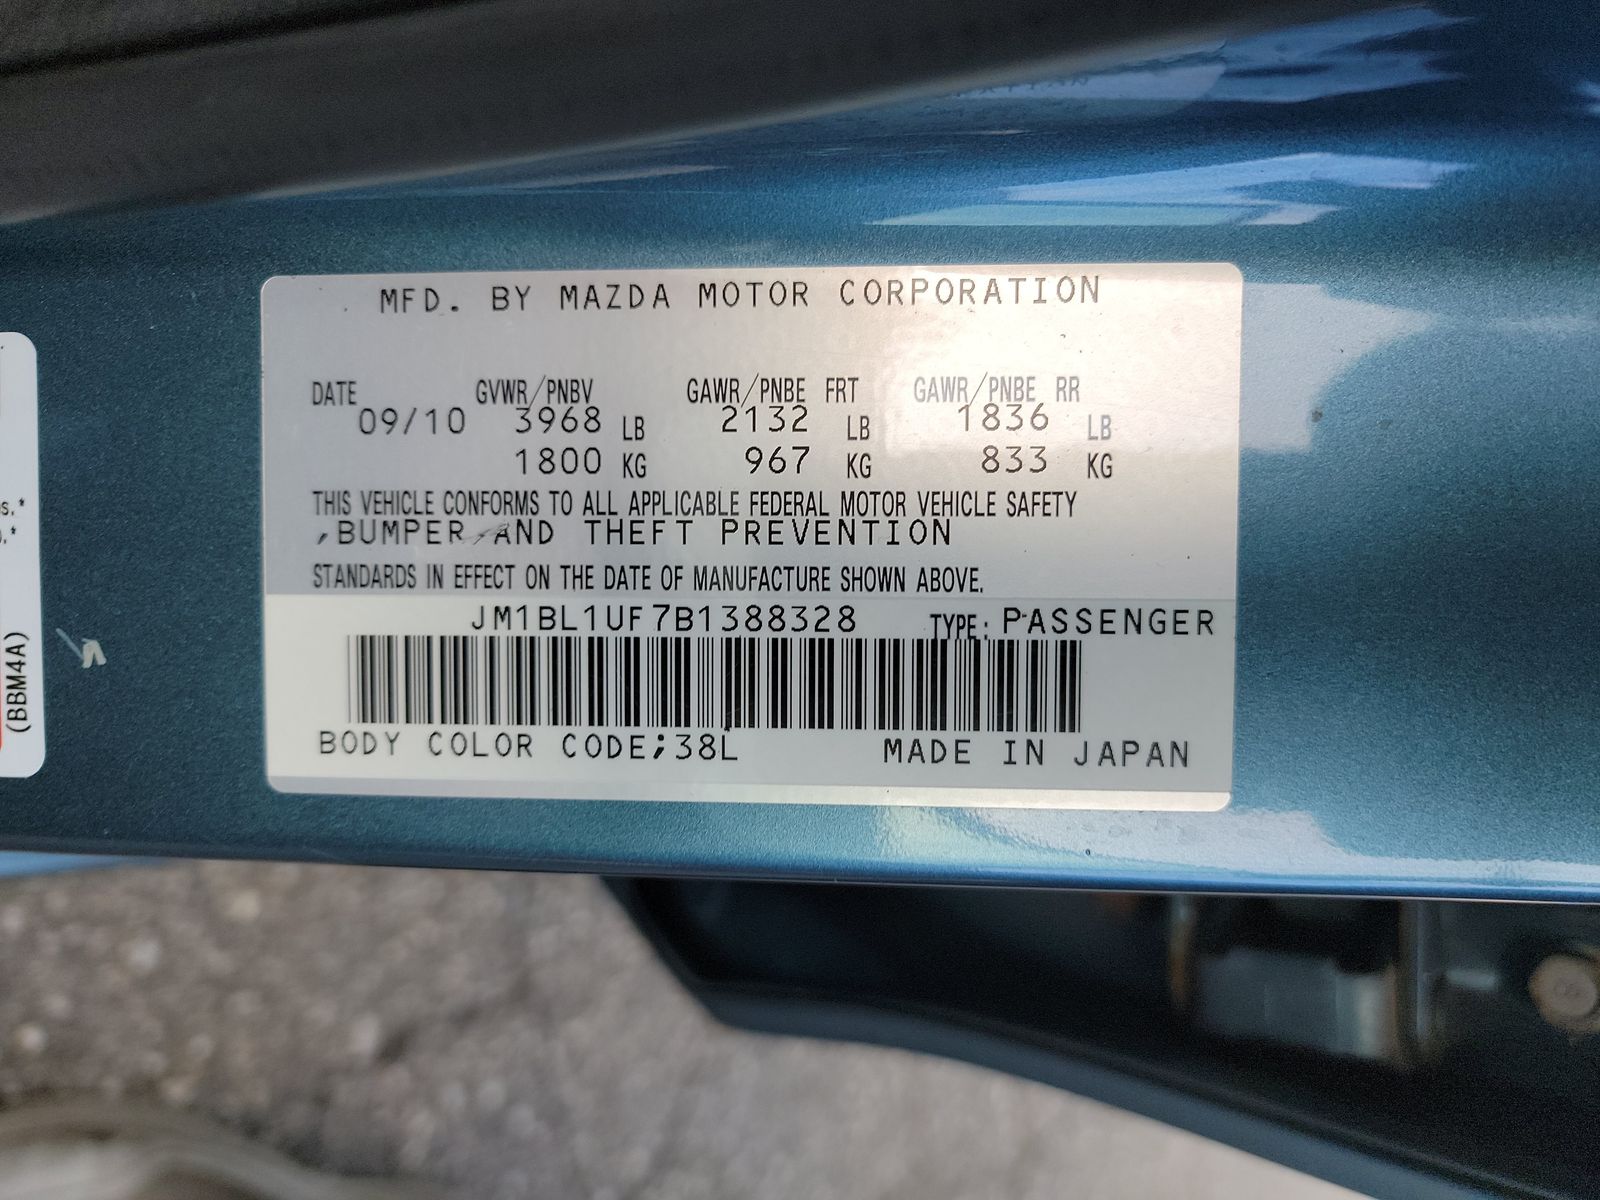 MFD. BY MAZDA MOTOR CORPORATION
DATE GVWR/PNBV GAWR/PNBE FRT GAWR/PNBE RR
09/10 3968 LB 2132 LB 1836 LB
1800 KG 967 KG 833 KG
THIS VEHICLE CONFORMS TO ALL APPLICABLE FEDERAL MOTOR VEHICLE SAFETY
,BUMPER AND THEFT PREVENTION
STANDARDS IN EFFECT ON THE DATE OF MANUFACTURE SHOWN ABOVE.
JM1BL1UF7B1388328 TYPE: PASSENGER
BODY COLOR CODE;38L MADE IN JAPAN
(BBM4A)